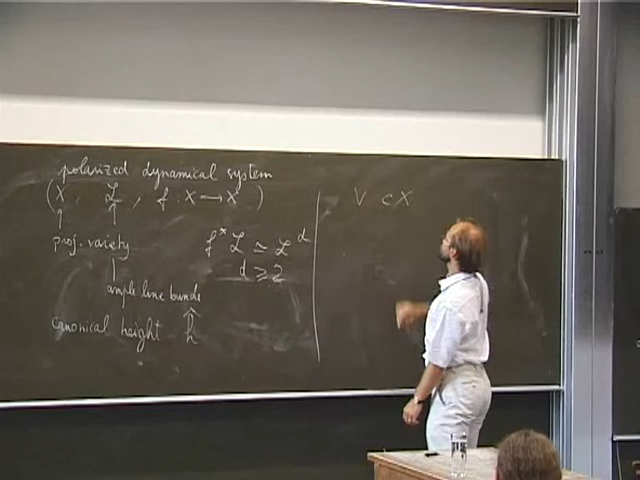 polarized dynamical system
(X, ℒ, f : X → X)
↑ ↑
proj. variety
f* ℒ ≃ ℒ^d
d ≥ 2
ample line bundle
canonical height ĥ
V ⊂ X